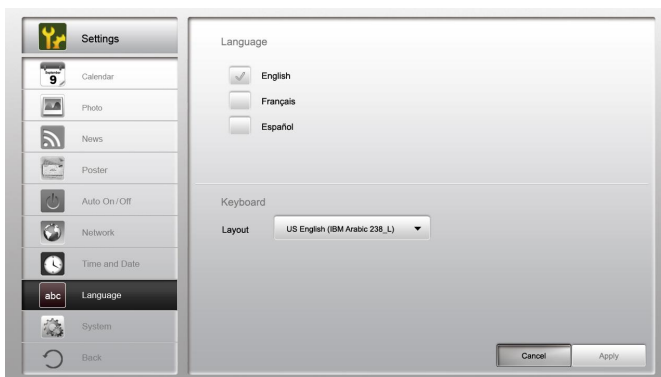 Settings
September
9
Calendar
Photo
News
Poster
Auto On/Off
Network
Time and Date
abc
Language
System
Back
Language
English
Français
Español
Keyboard
Layout
US English (IBM Arabic 238_L)
Cancel
Apply